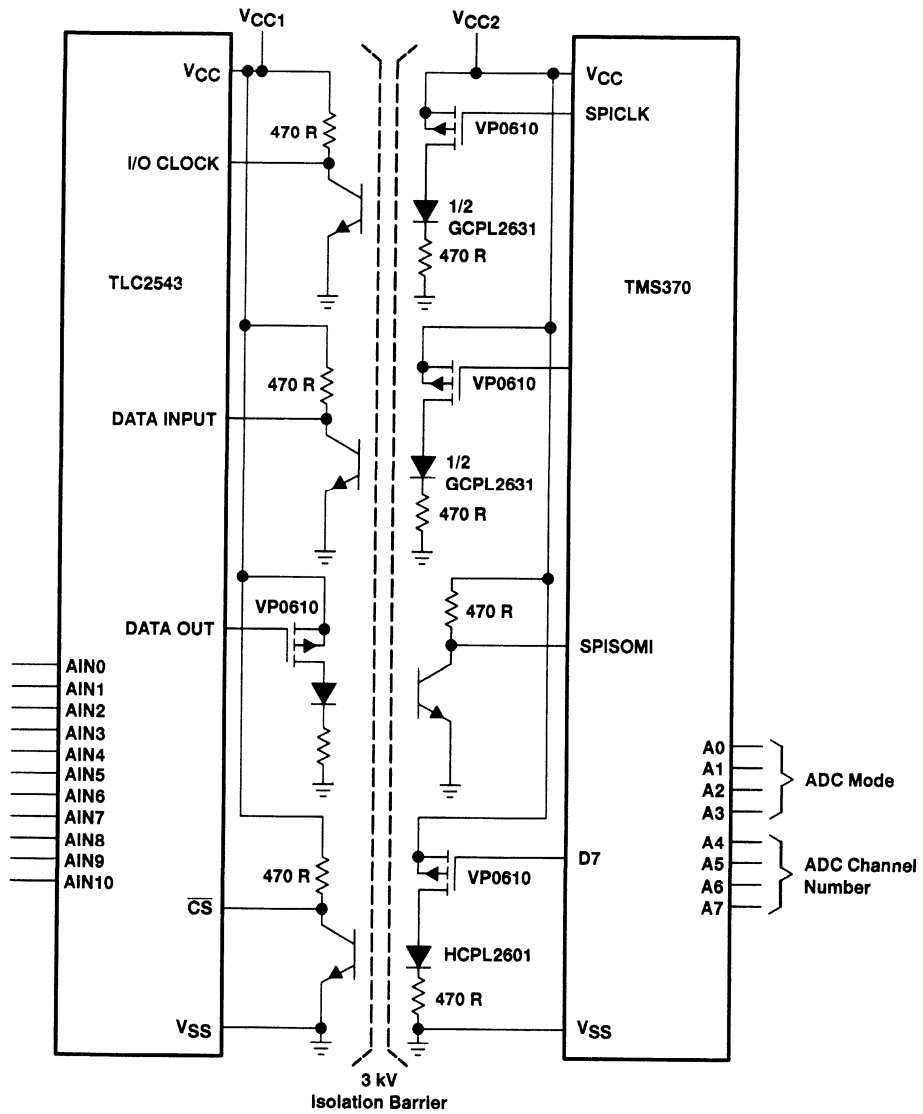 VCC1
VCC2
VCC
470 R
I/O CLOCK
VCC
SPICLK
VP0610
1/2
GCPL2631
470 R
TLC2543
TMS370
470 R
DATA INPUT
VP0610
1/2
GCPL2631
470 R
VP0610
DATA OUT
470 R
SPISOMI
AIN0
AIN1
AIN2
AIN3
AIN4
AIN5
AIN6
AIN7
AIN8
AIN9
AIN10
A0
A1
A2
A3
ADC Mode
A4
A5
A6
A7
ADC Channel
Number
470 R
CS
VSS
D7
VP0610
HCPL2601
470 R
VSS
3 kV
Isolation Barrier